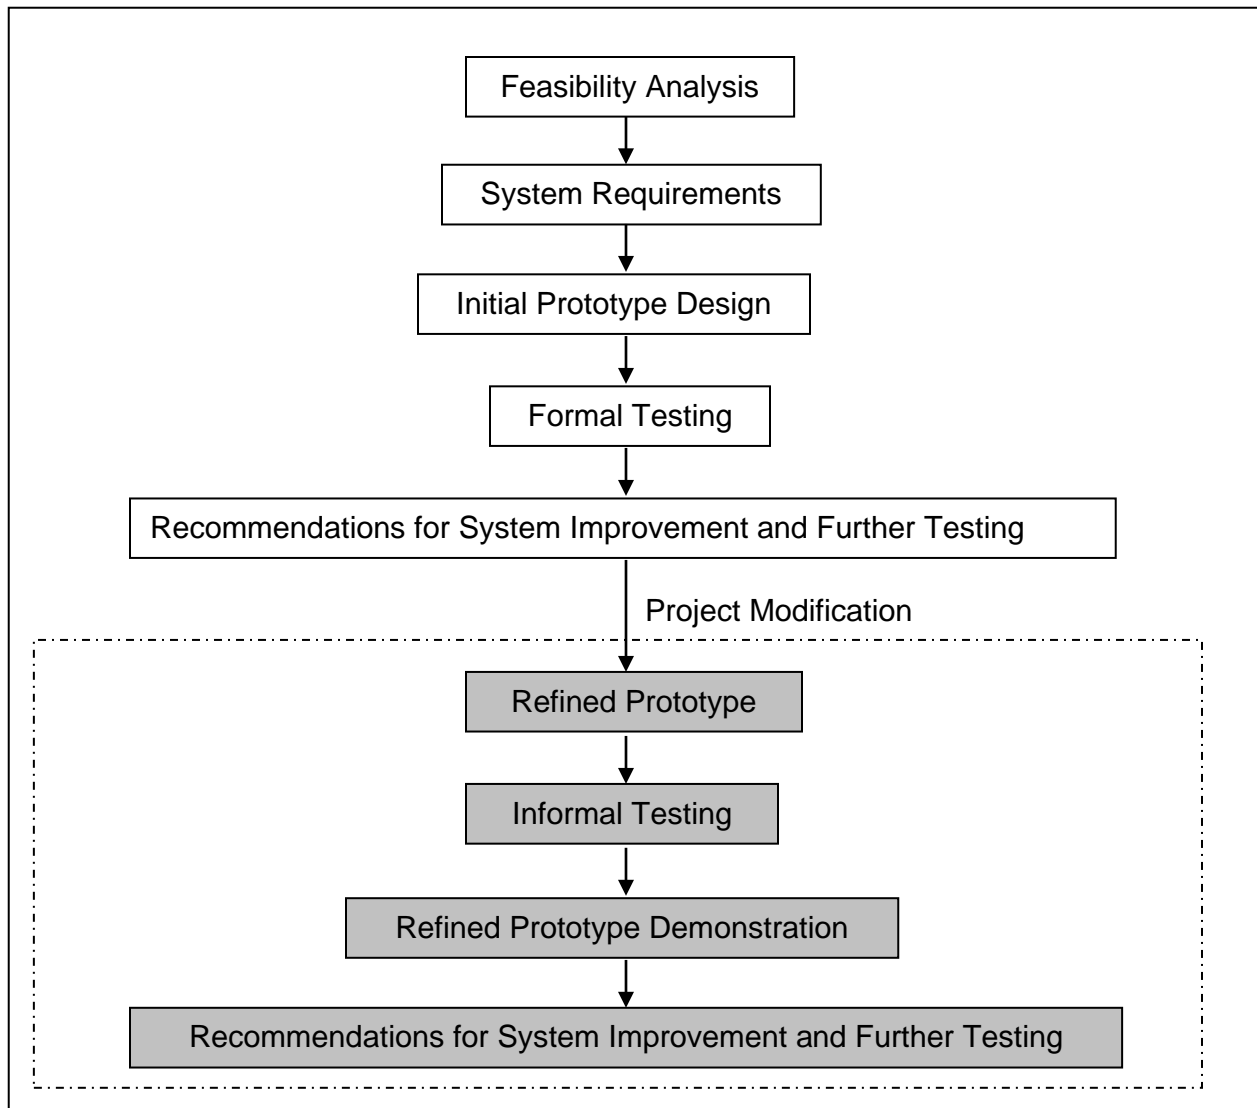 Feasibility Analysis
System Requirements
Initial Prototype Design
Formal Testing
Recommendations for System Improvement and Further Testing
Project Modification
Refined Prototype
Informal Testing
Refined Prototype Demonstration
Recommendations for System Improvement and Further Testing